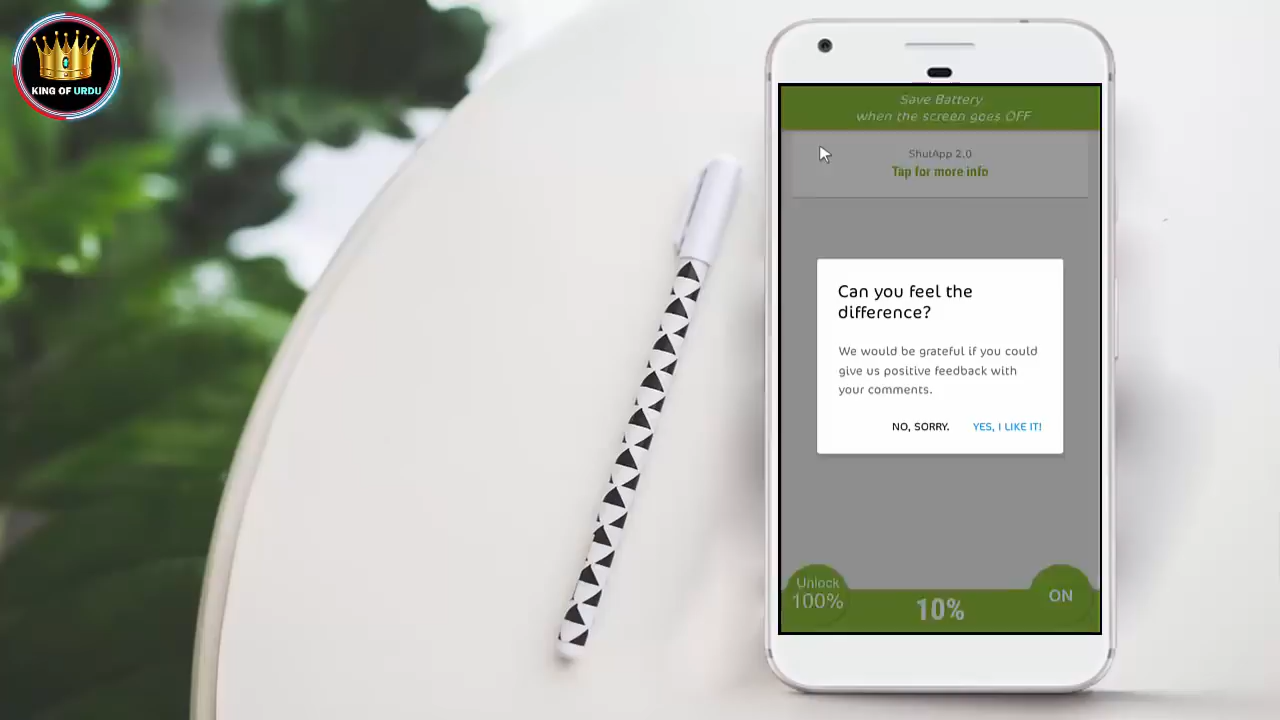 KING OF URDU
Save Battery
when the screen goes OFF
ShutApp 2.0
Tap for more info
Can you feel the
difference?
We would be grateful if you could
give us positive feedback with
your comments.
NO, SORRY.
YES, I LIKE IT!
Unlock
100%
10%
ON